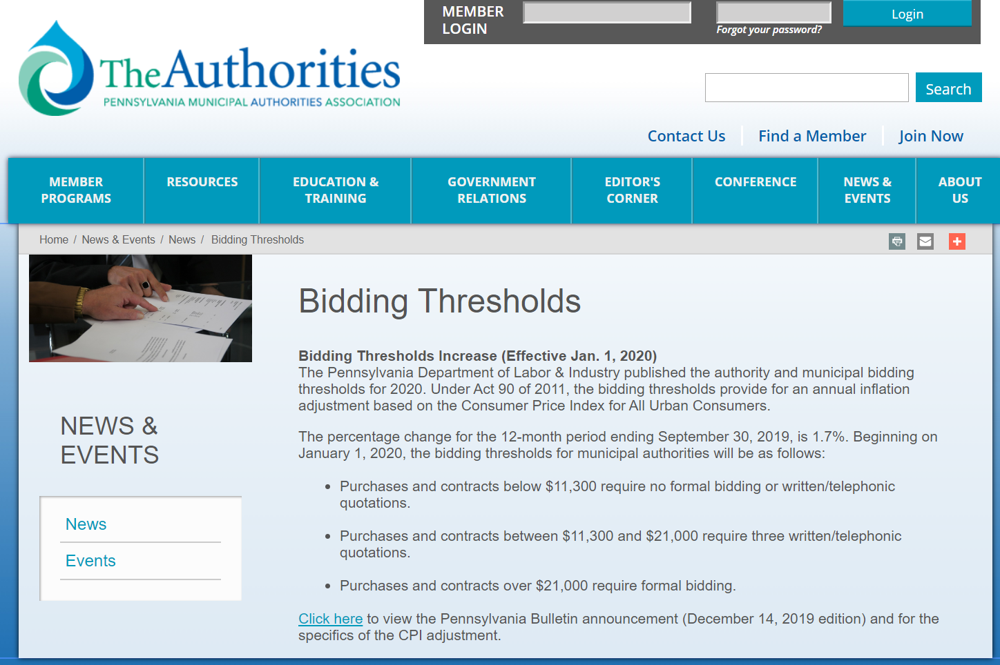 MEMBER
LOGIN
Login
Forgot your password?
TheAuthorities
PENNSYLVANIA MUNICIPAL AUTHORITIES ASSOCIATION
Search
Contact Us
Find a Member
Join Now
MEMBER
PROGRAMS
RESOURCES
EDUCATION &
TRAINING
GOVERNMENT
RELATIONS
EDITOR'S
CORNER
CONFERENCE
NEWS &
EVENTS
ABOUT
US
Home / News & Events / News / Bidding Thresholds
NEWS &
EVENTS
News
Events
Bidding Thresholds
Bidding Thresholds Increase (Effective Jan. 1, 2020)
The Pennsylvania Department of Labor & Industry published the authority and municipal bidding
thresholds for 2020. Under Act 90 of 2011, the bidding thresholds provide for an annual inflation
adjustment based on the Consumer Price Index for All Urban Consumers.
The percentage change for the 12-month period ending September 30, 2019, is 1.7%. Beginning on
January 1, 2020, the bidding thresholds for municipal authorities will be as follows:
• Purchases and contracts below $11,300 require no formal bidding or written/telephonic
quotations.
• Purchases and contracts between $11,300 and $21,000 require three written/telephonic
quotations.
• Purchases and contracts over $21,000 require formal bidding.
Click here to view the Pennsylvania Bulletin announcement (December 14, 2019 edition) and for the
specifics of the CPI adjustment.